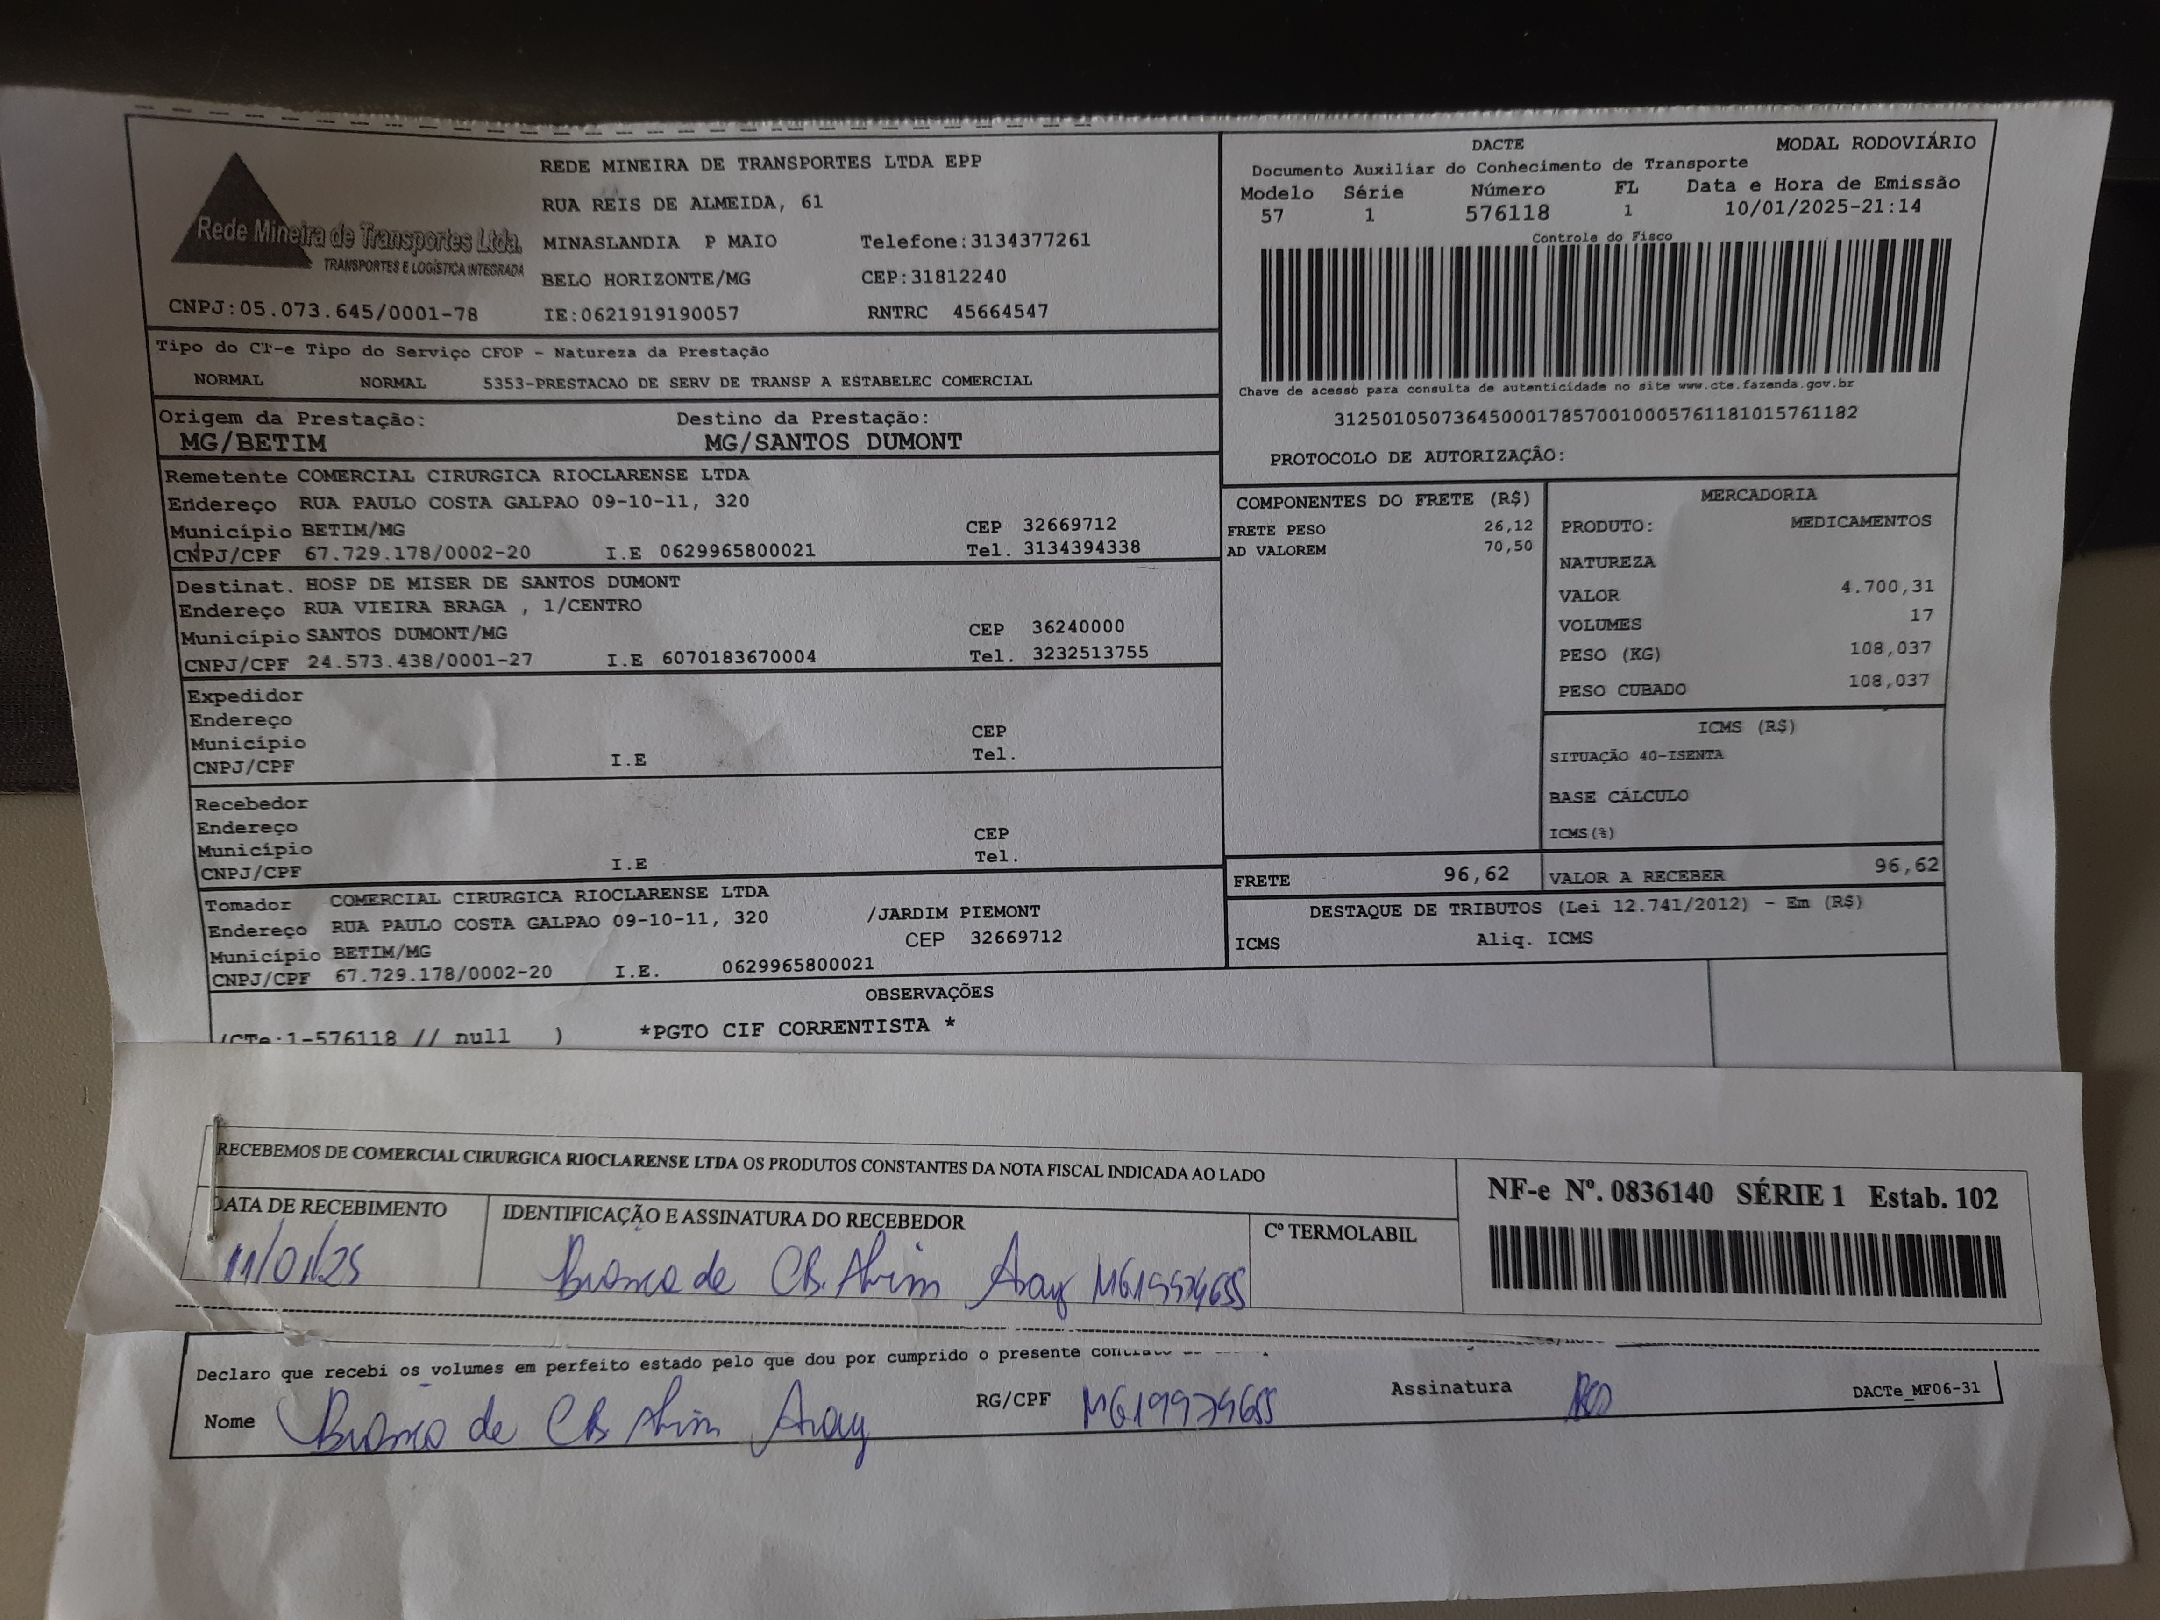 REDE MINEIRA DE TRANSPORTES LTDA EPP
RUA REIS DE ALMEIDA, 61
Rede Mineira de Transportes Ltda.
TRANSPORTES E LOGÍSTICA INTEGRADA
MINASLANDIA P MAIO Telefone:3134377261
BELO HORIZONTE/MG CEP:31812240
CNPJ:05.073.645/0001-78 IE:0621919190057 RNTRC 45664547
DACTE MODAL RODOVIÁRIO
Documento Auxiliar do Conhecimento de Transporte
Modelo Série Número FL Data e Hora de Emissão
57 1 576118 1 10/01/2025-21:14
Controle do Fisco
Chave de acesso para consulta de autenticidade no site www.cte.fazenda.gov.br
31250105073645000178570010005761181015761182
PROTOCOLO DE AUTORIZAÇÂO:
Tipo do CT-e Tipo do Serviço CFOP - Natureza da Prestação
NORMAL NORMAL 5353-PRESTACAO DE SERV DE TRANSP A ESTABELEC COMERCIAL
Origem da Prestação: Destino da Prestação:
MG/BETIM MG/SANTOS DUMONT
Remetente COMERCIAL CIRURGICA RIOCLARENSE LTDA
Endereço RUA PAULO COSTA GALPAO 09-10-11, 320
Município BETIM/MG CEP 32669712
CNPJ/CPF 67.729.178/0002-20 I.E 0629965800021 Tel. 3134394338
Destinat. HOSP DE MISER DE SANTOS DUMONT
Endereço RUA VIEIRA BRAGA , 1/CENTRO
Município SANTOS DUMONT/MG CEP 36240000
CNPJ/CPF 24.573.438/0001-27 I.E 6070183670004 Tel. 3232513755
Expedidor
Endereço
Município CEP
CNPJ/CPF I.E Tel.
Recebedor
Endereço
Município CEP
CNPJ/CPF I.E Tel.
Tomador COMERCIAL CIRURGICA RIOCLARENSE LTDA
Endereço RUA PAULO COSTA GALPAO 09-10-11, 320 /JARDIM PIEMONT
Município BETIM/MG CEP 32669712
CNPJ/CPF 67.729.178/0002-20 I.E. 0629965800021
COMPONENTES DO FRETE (R$)
FRETE PESO 26,12
AD VALOREM 70,50
MERCADORIA
PRODUTO: MEDICAMENTOS
NATUREZA
VALOR 4.700,31
VOLUMES 17
PESO (KG) 108,037
PESO CUBADO 108,037
ICMS (R$)
SITUAÇÃO 40-ISENTA
BASE CÁLCULO
ICMS(%)
FRETE 96,62 VALOR A RECEBER 96,62
DESTAQUE DE TRIBUTOS (Lei 12.741/2012) - Em (R$)
ICMS Aliq. ICMS
OBSERVAÇÕES
(CTe:1-576118 // null ) *PGTO CIF CORRENTISTA *
RECEBEMOS DE COMERCIAL CIRURGICA RIOCLARENSE LTDA OS PRODUTOS CONSTANTES DA NOTA FISCAL INDICADA AO LADO
DATA DE RECEBIMENTO IDENTIFICAÇÃO E ASSINATURA DO RECEBEDOR Cº TERMOLABIL
11/01/25
NF-e Nº. 0836140 SÉRIE 1 Estab. 102
Declaro que recebi os volumes em perfeito estado pelo que dou por cumprido o presente
Nome de RG/CPF Assinatura DACTe_MF06-31